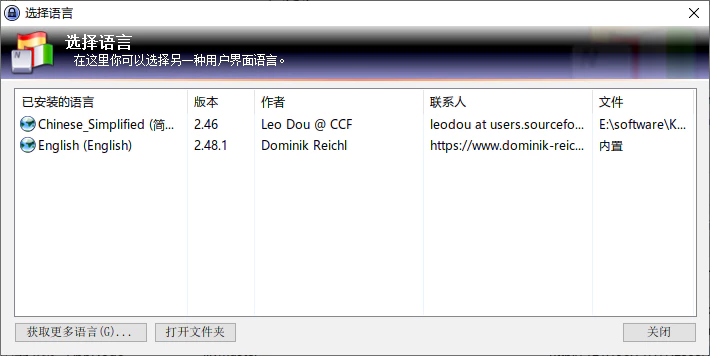 选择语言
选择语言
在这里你可以选择另一种用户界面语言。
已安装的语言 版本 作者 联系人 文件
Chinese_Simplified (简... 2.46 Leo Dou @ CCF leodou at users.sourcefo... E:\software\K...
English (English) 2.48.1 Dominik Reichl https://www.dominik-reic... 内置
获取更多语言(G)... 打开文件夹 关闭